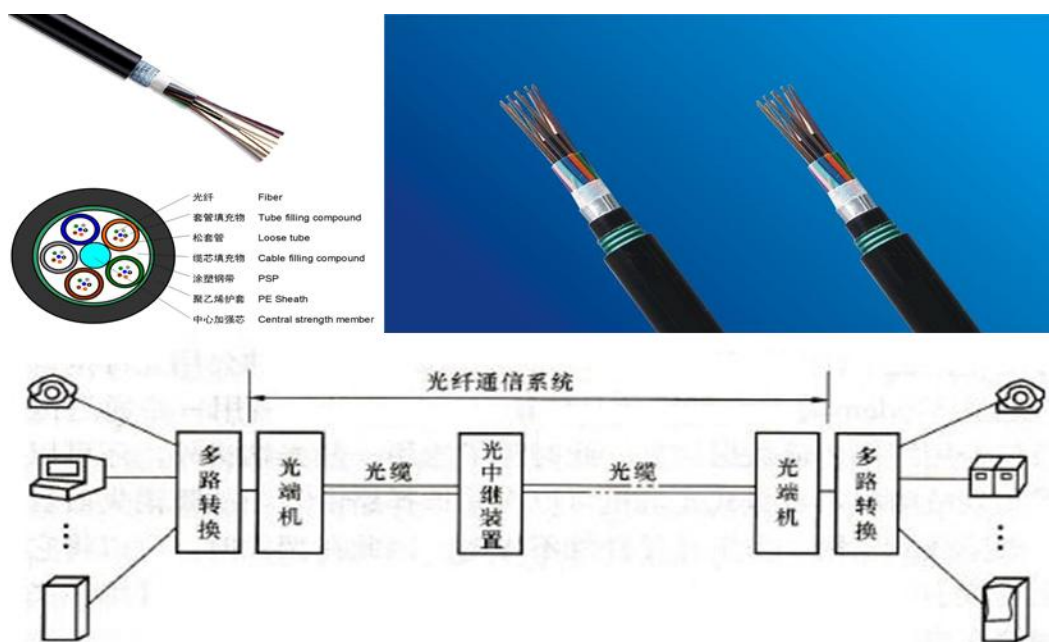 光纤 Fiber
套管填充物 Tube filling compound
松套管 Loose tube
缆芯填充物 Cable filling compound
涂塑钢带 PSP
聚乙烯护套 PE Sheath
中心加强芯 Central strength member
光纤通信系统
多路转换
光端机
光缆
光中继装置
光缆
光端机
多路转换